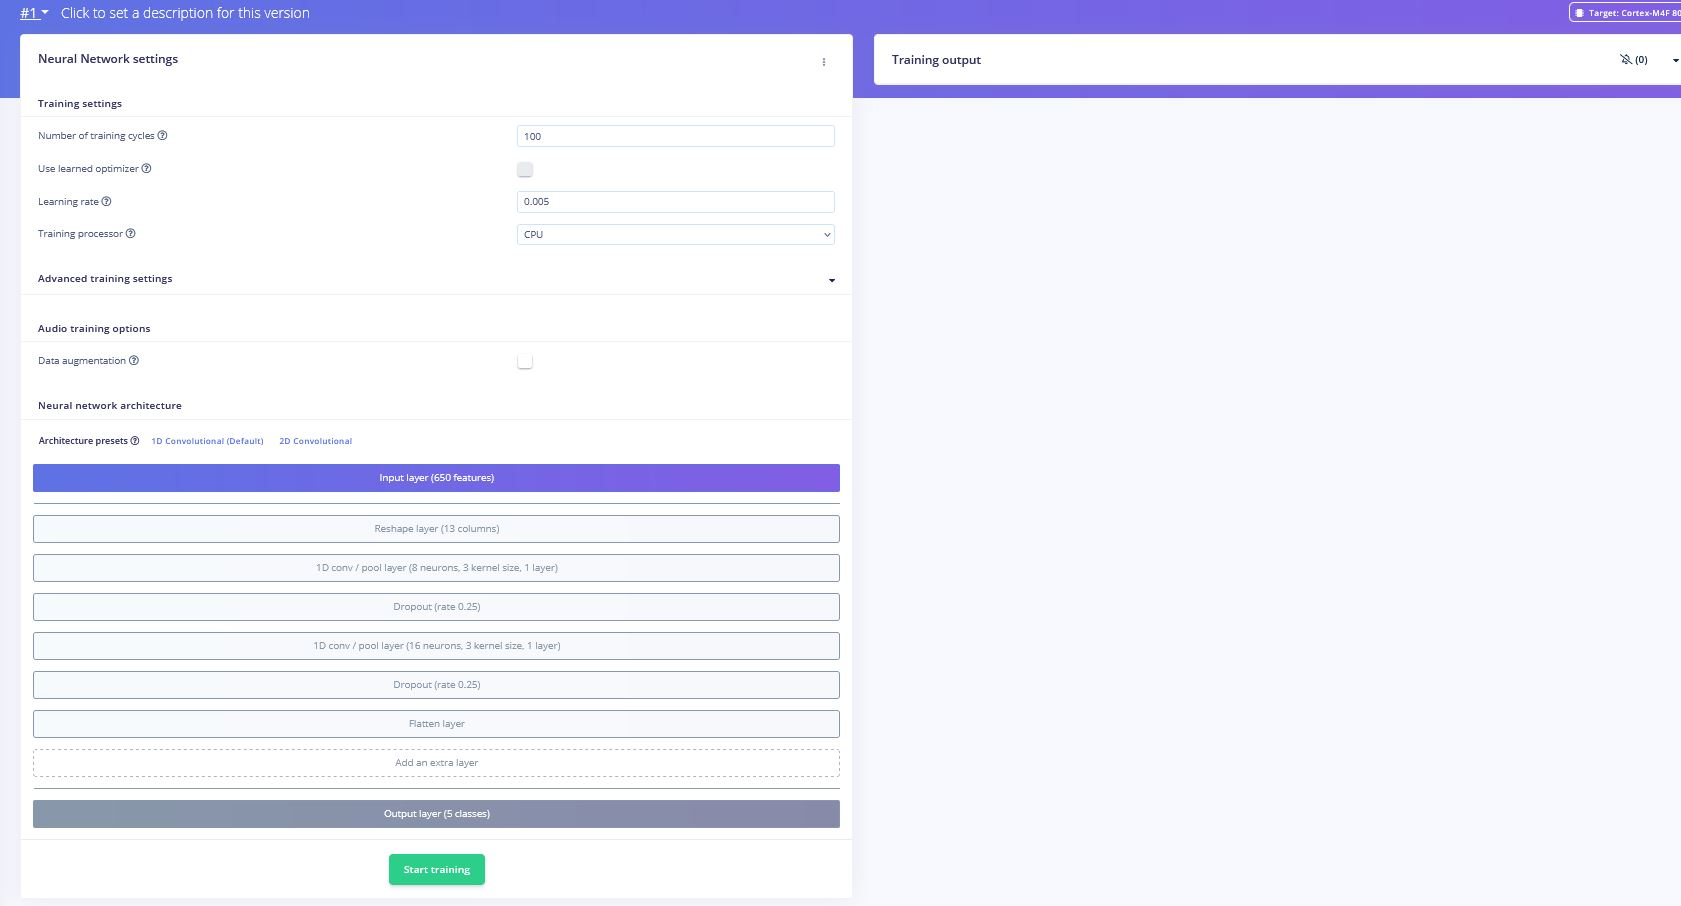 #1 Click to set a description for this version
Target: Cortex-M4F 80
Neural Network settings
Training settings
Number of training cycles
100
Use learned optimizer
Learning rate
0.005
Training processor
CPU
Advanced training settings
Audio training options
Data augmentation
Neural network architecture
Architecture presets 1D Convolutional (Default) 2D Convolutional
Input layer (650 features)
Reshape layer (13 columns)
1D conv / pool layer (8 neurons, 3 kernel size, 1 layer)
Dropout (rate 0.25)
1D conv / pool layer (16 neurons, 3 kernel size, 1 layer)
Dropout (rate 0.25)
Flatten layer
Add an extra layer
Output layer (5 classes)
Start training
Training output
(0)